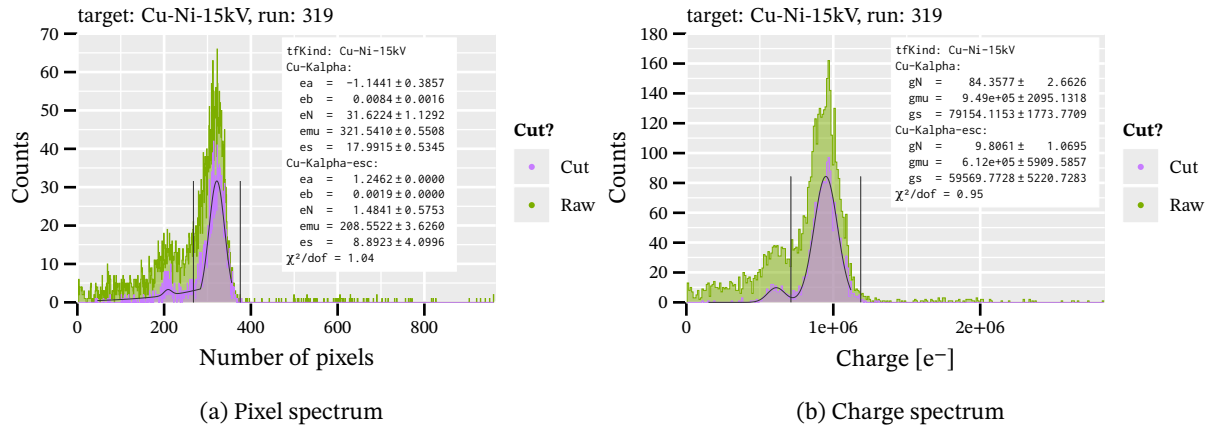 target: Cu-Ni-15kV, run: 319
70
60
50
40
30
20
10
0
Counts
0 200 400 600 800
Number of pixels
tfKind: Cu-Ni-15kV
Cu-Kalpha:
ea = -1.1441±0.3857
eb = 0.0084±0.0016
eN = 31.6224±1.1292
emu = 321.5410±0.5508
es = 17.9915±0.5345
Cu-Kalpha-esc:
ea = 1.2462±0.0000
eb = 0.0019±0.0000
eN = 1.4841±0.5753
emu = 208.5522±3.6260
es = 8.8923±4.0996
χ²/dof = 1.04
Cut?
Cut
Raw
(a) Pixel spectrum
target: Cu-Ni-15kV, run: 319
180
160
140
120
100
80
60
40
20
0
Counts
0 1e+06 2e+06
Charge [e⁻]
tfKind: Cu-Ni-15kV
Cu-Kalpha:
gN = 84.3577± 2.6626
gmu = 9.49e+05±2095.1318
gs = 79154.1153±1773.7709
Cu-Kalpha-esc:
gN = 9.8061± 1.0695
gmu = 6.12e+05±5909.5857
gs = 59569.7728±5220.7283
χ²/dof = 0.95
Cut?
Cut
Raw
(b) Charge spectrum